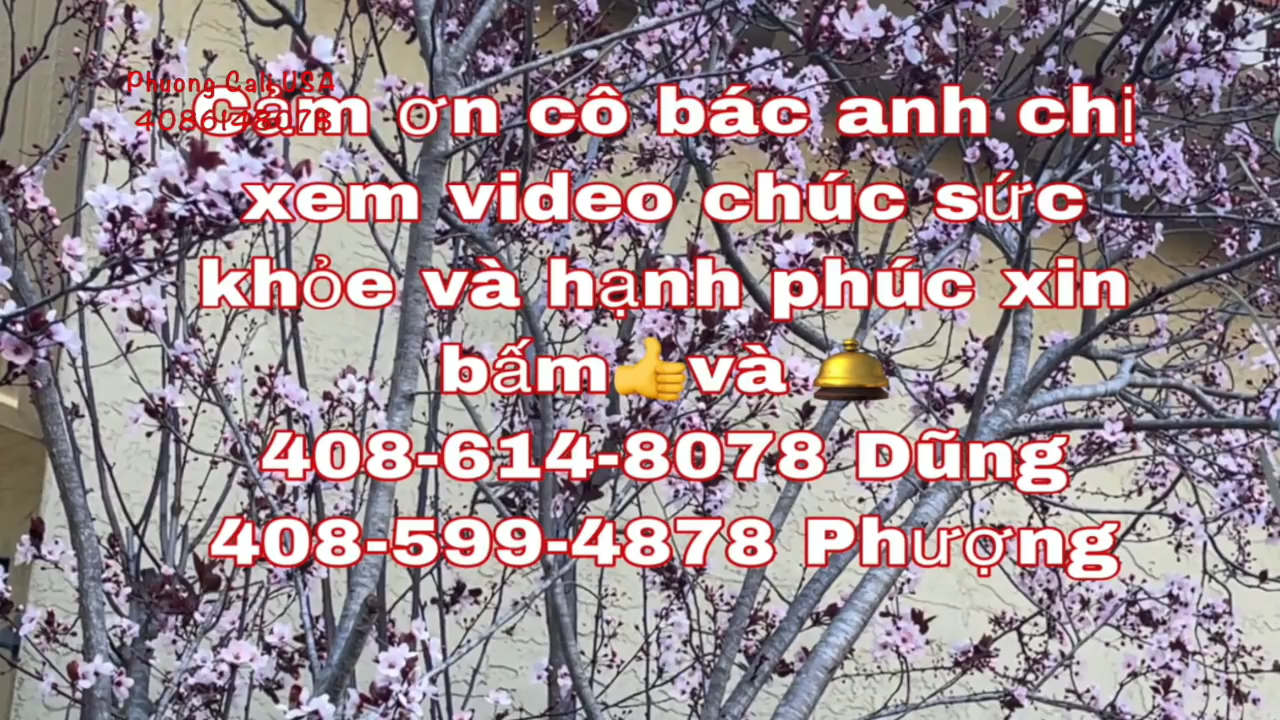 Phuong Cali USA
4086148078
Cảm ơn cô bác anh chị
xem video chúc sức
khỏe và hạnh phúc xin
bấm👍và 🛎️
408-614-8078 Dũng
408-599-4878 Phượng